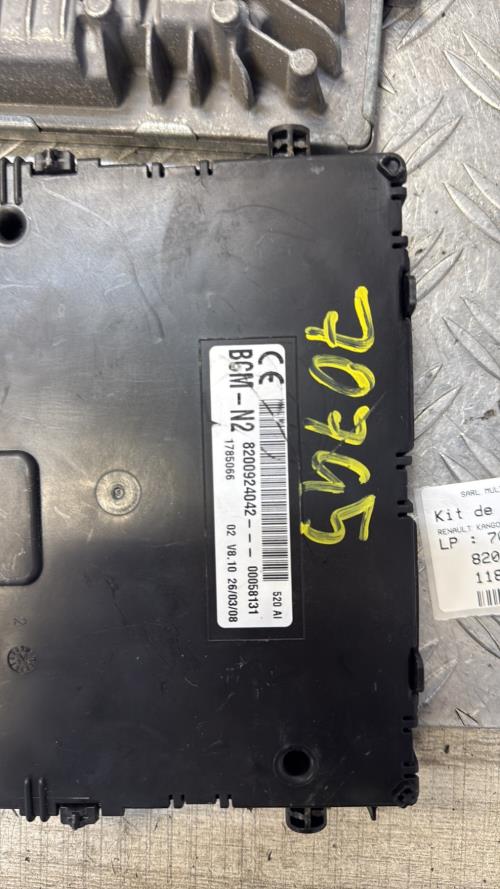 CE
BCM-N2
8200924042--- 00058131
520 AI
1785066
02 V8.10 26/03/08
SARL MUL
Kit de
RENAULT KANGO
LP : 70
820
118
2